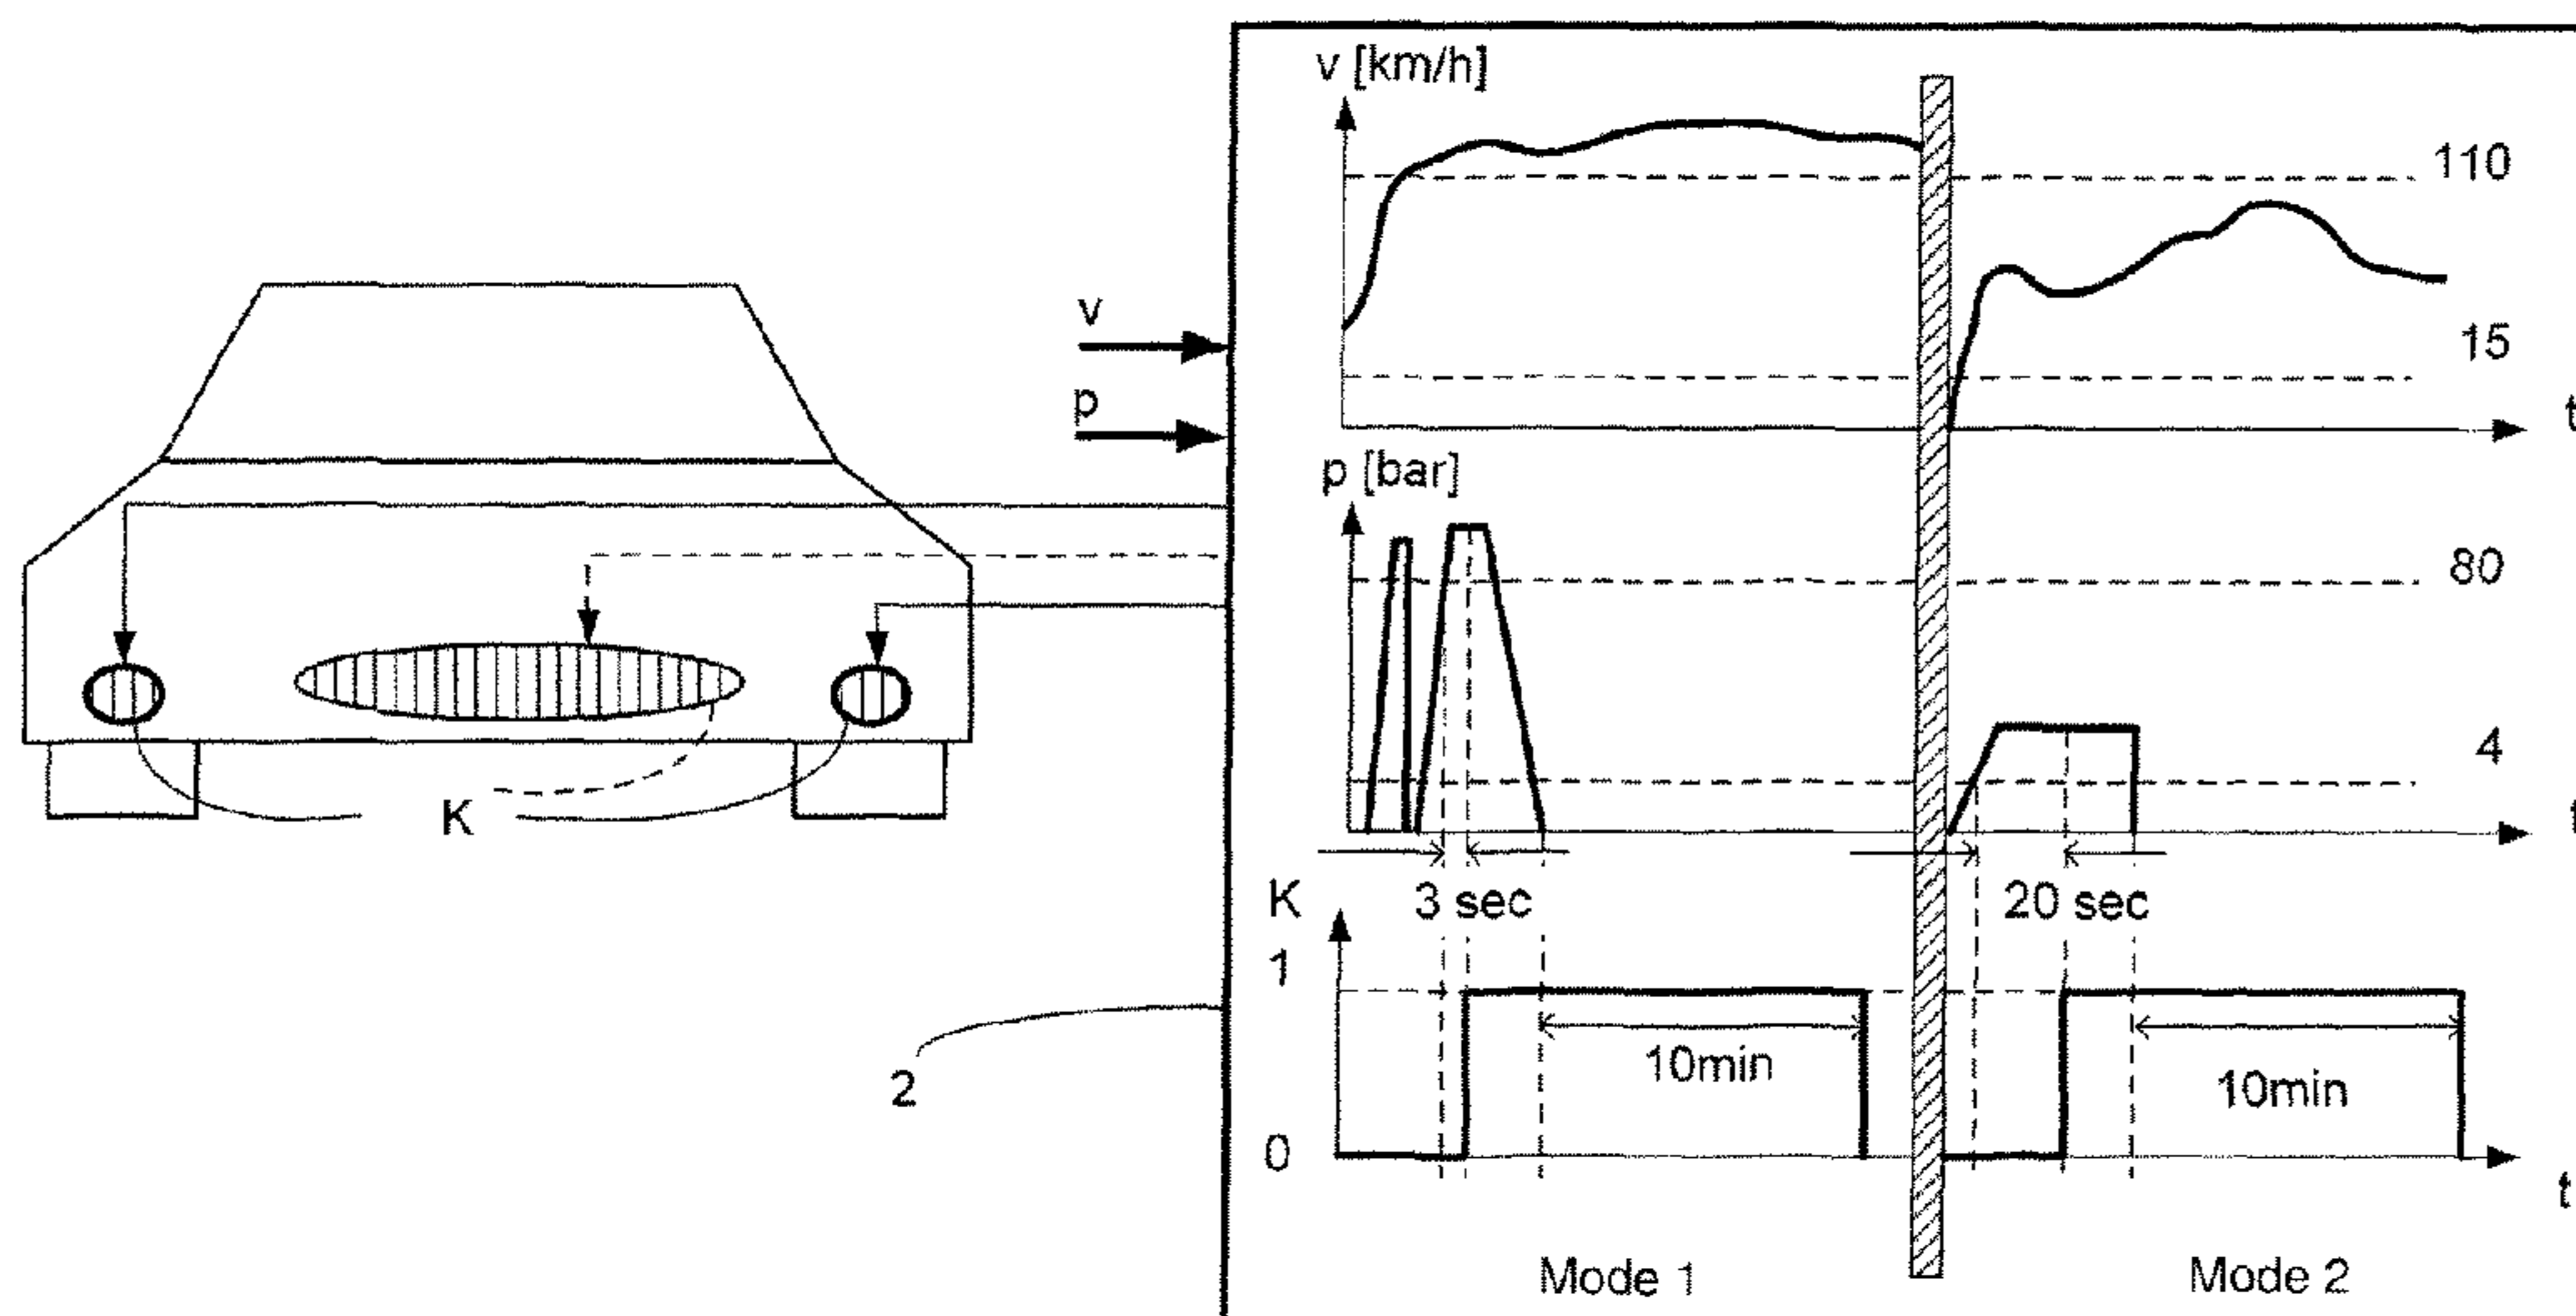 v [km/h]
110
v
15
p
t
p [bar]
80
4
t
K
3 sec
20 sec
K
1
10min
10min
2
0
t
Mode 1
Mode 2